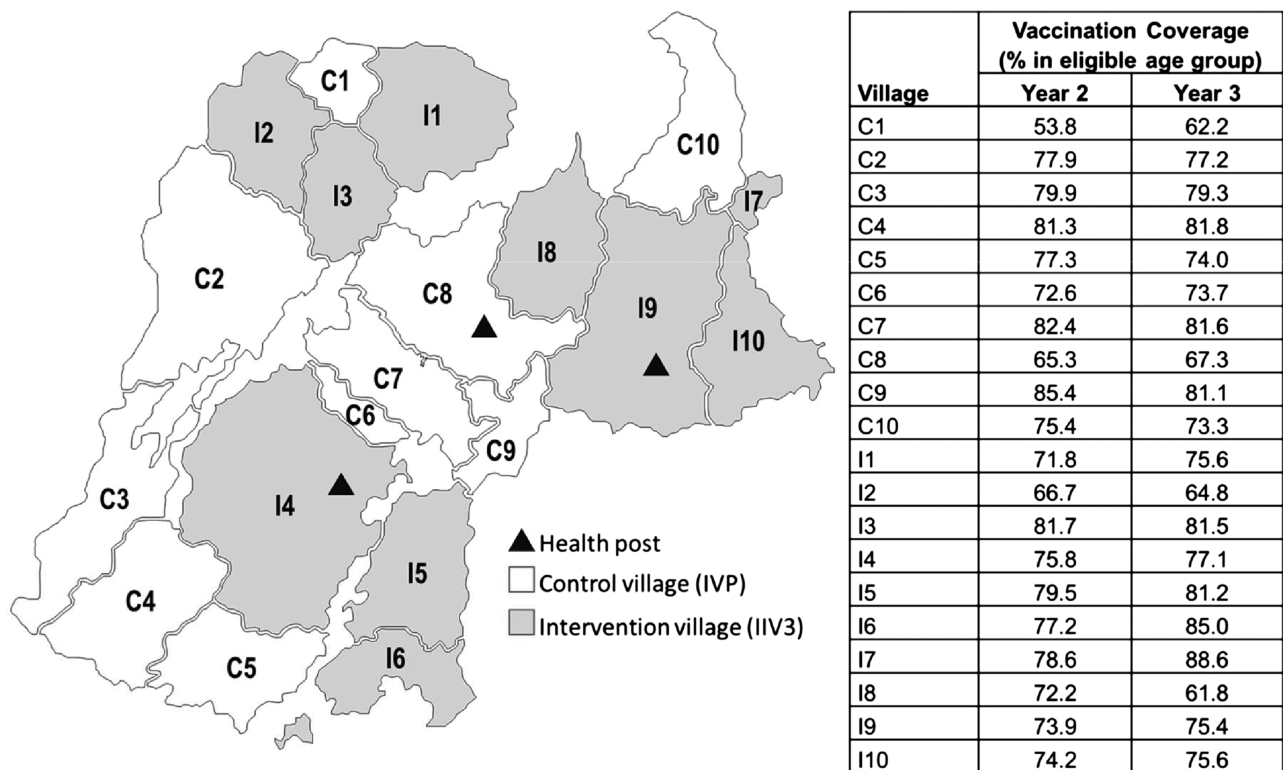 C1
I2
I1
C10
I3
I7
C2
I8
C8
I9
I10
C7
C6
C9
C3
I4
I5
C4
C5
I6
Health post
Control village (IVP)
Intervention village (IIV3)
Vaccination Coverage
(% in eligible age group)
Village Year 2 Year 3
C1 53.8 62.2
C2 77.9 77.2
C3 79.9 79.3
C4 81.3 81.8
C5 77.3 74.0
C6 72.6 73.7
C7 82.4 81.6
C8 65.3 67.3
C9 85.4 81.1
C10 75.4 73.3
I1 71.8 75.6
I2 66.7 64.8
I3 81.7 81.5
I4 75.8 77.1
I5 79.5 81.2
I6 77.2 85.0
I7 78.6 88.6
I8 72.2 61.8
I9 73.9 75.4
I10 74.2 75.6